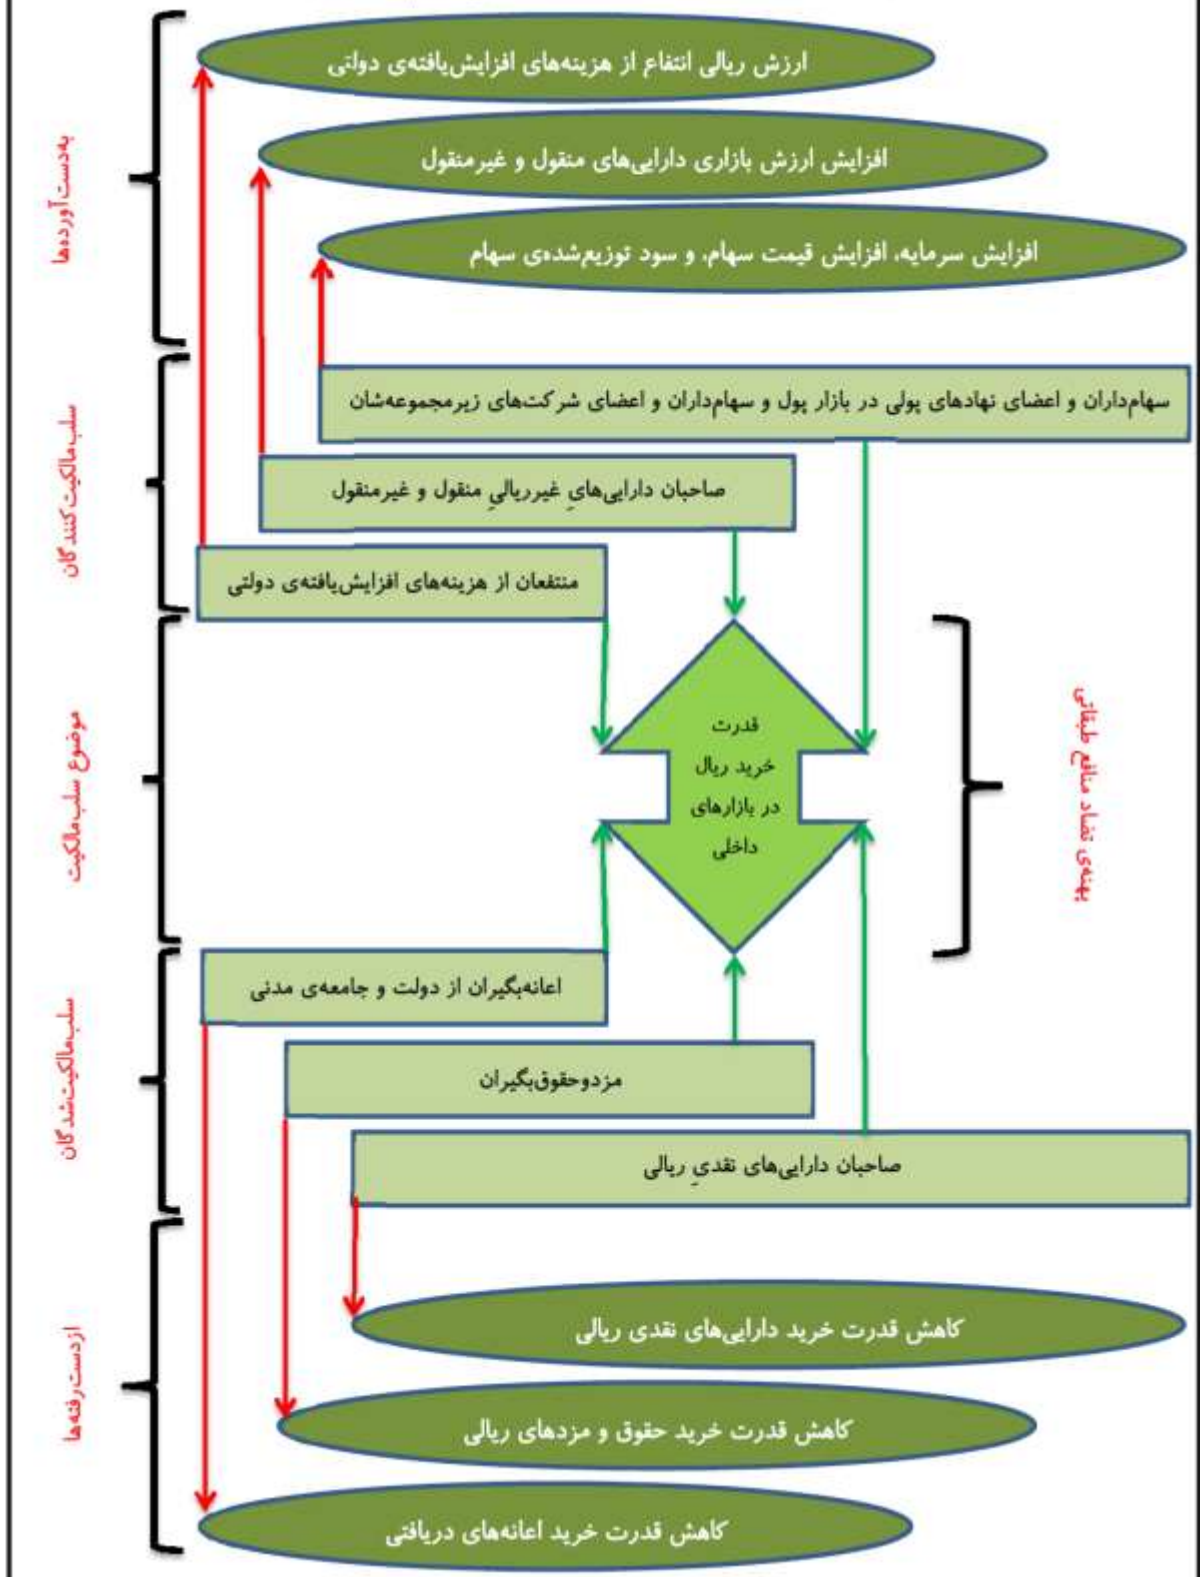 ارزش ریالی انتفاع از هزینه‌های افزایش‌یافته‌ی دولتی
افزایش ارزش بازاری دارایی‌های منقول و غیرمنقول
افزایش سرمایه، افزایش قیمت سهام، و سود توزیع‌شده‌ی سهام
به‌دست‌آورده‌ها
سهام‌داران و اعضای نهادهای پولی در بازار پول و سهام‌داران و اعضای شرکت‌های زیرمجموعه‌شان
صاحبان دارایی‌هایِ غیرریالیِ منقول و غیرمنقول
منتفعان از هزینه‌های افزایش‌یافته‌ی دولتی
سلب‌مالکیت‌کنندگان
قدرت
خرید ریال
در بازارهای
داخلی
پهنه‌ی تضاد منافع طبقاتی
موضوع سلب‌مالکیت
اعانه‌بگیران از دولت و جامعه‌ی مدنی
مزدوحقوق‌بگیران
صاحبان دارایی‌های نقدیِ ریالی
سلب‌مالکیت‌شدگان
کاهش قدرت خرید دارایی‌های نقدی ریالی
کاهش قدرت خرید حقوق و مزدهای ریالی
کاهش قدرت خرید اعانه‌های دریافتی
ازدست‌رفته‌ها